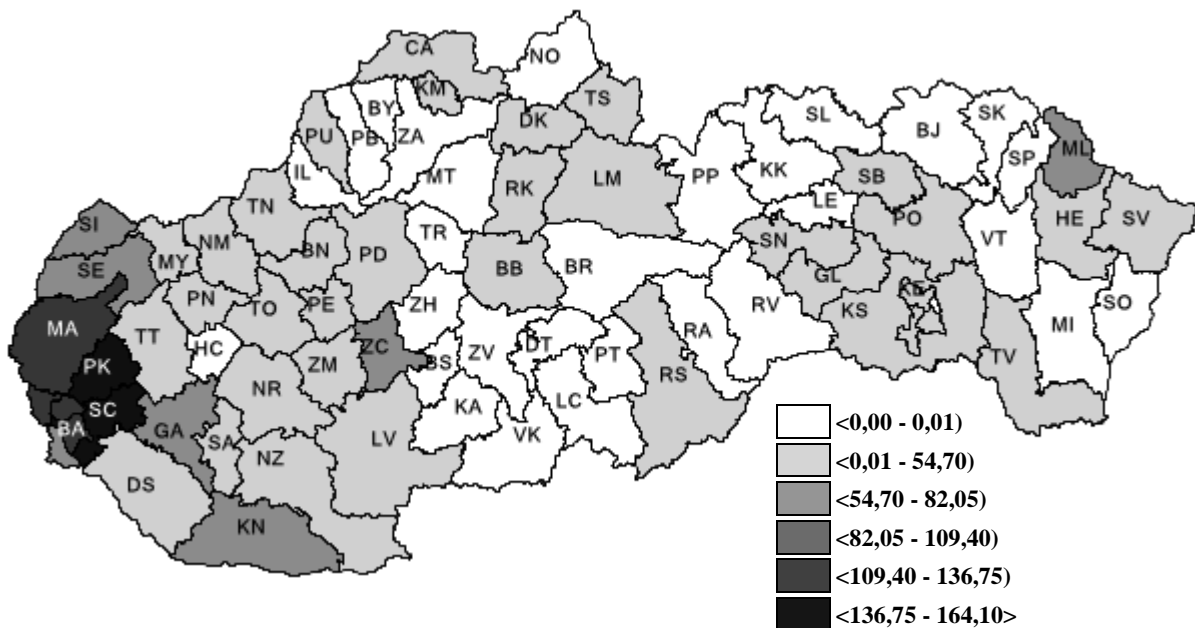 CA
NO
KM
TS
BY
PU
PB
ZA
DK
SL
BJ
SK
SP
ML
IL
MT
RK
LM
PP
KK
SB
LE
TN
HE
SV
SI
NM
TR
PO
VT
SN
SE
MY
BN
PD
BB
BR
GL
PN
TO
PE
ZH
KE
KS
RV
SO
MA
TT
HC
ZC
BS
ZV
DT
PT
RA
MI
TV
PK
NR
ZM
RS
SC
KA
LC
BA
GA
SA
LV
VK
NZ
DS
KN
<0,00 - 0,01)
<0,01 - 54,70)
<54,70 - 82,05)
<82,05 - 109,40)
<109,40 - 136,75)
<136,75 - 164,10>